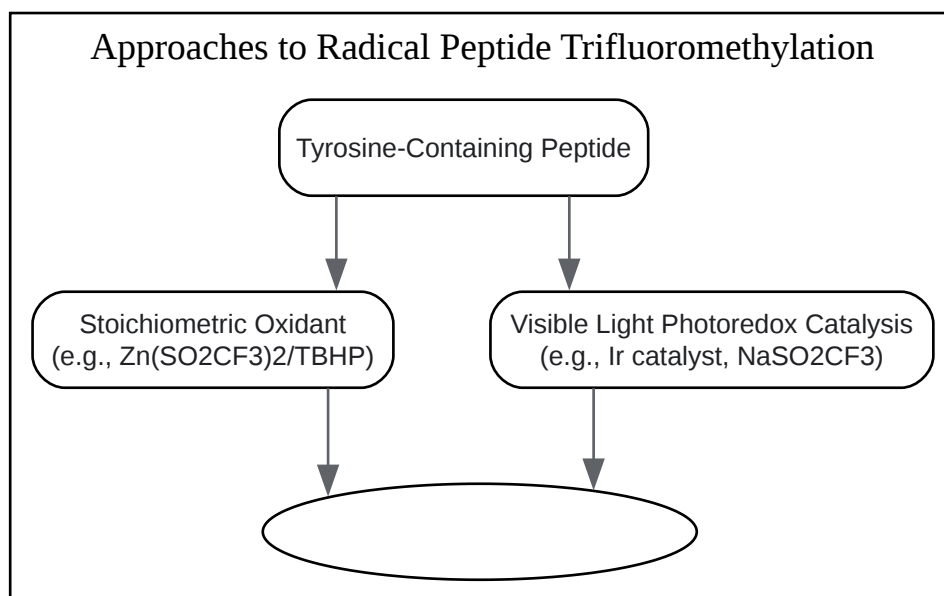 Approaches to Radical Peptide Trifluoromethylation
Tyrosine-Containing Peptide
Stoichiometric Oxidant
(e.g., Zn(SO2CF3)2/TBHP)
Visible Light Photoredox Catalysis
(e.g., Ir catalyst, NaSO2CF3)